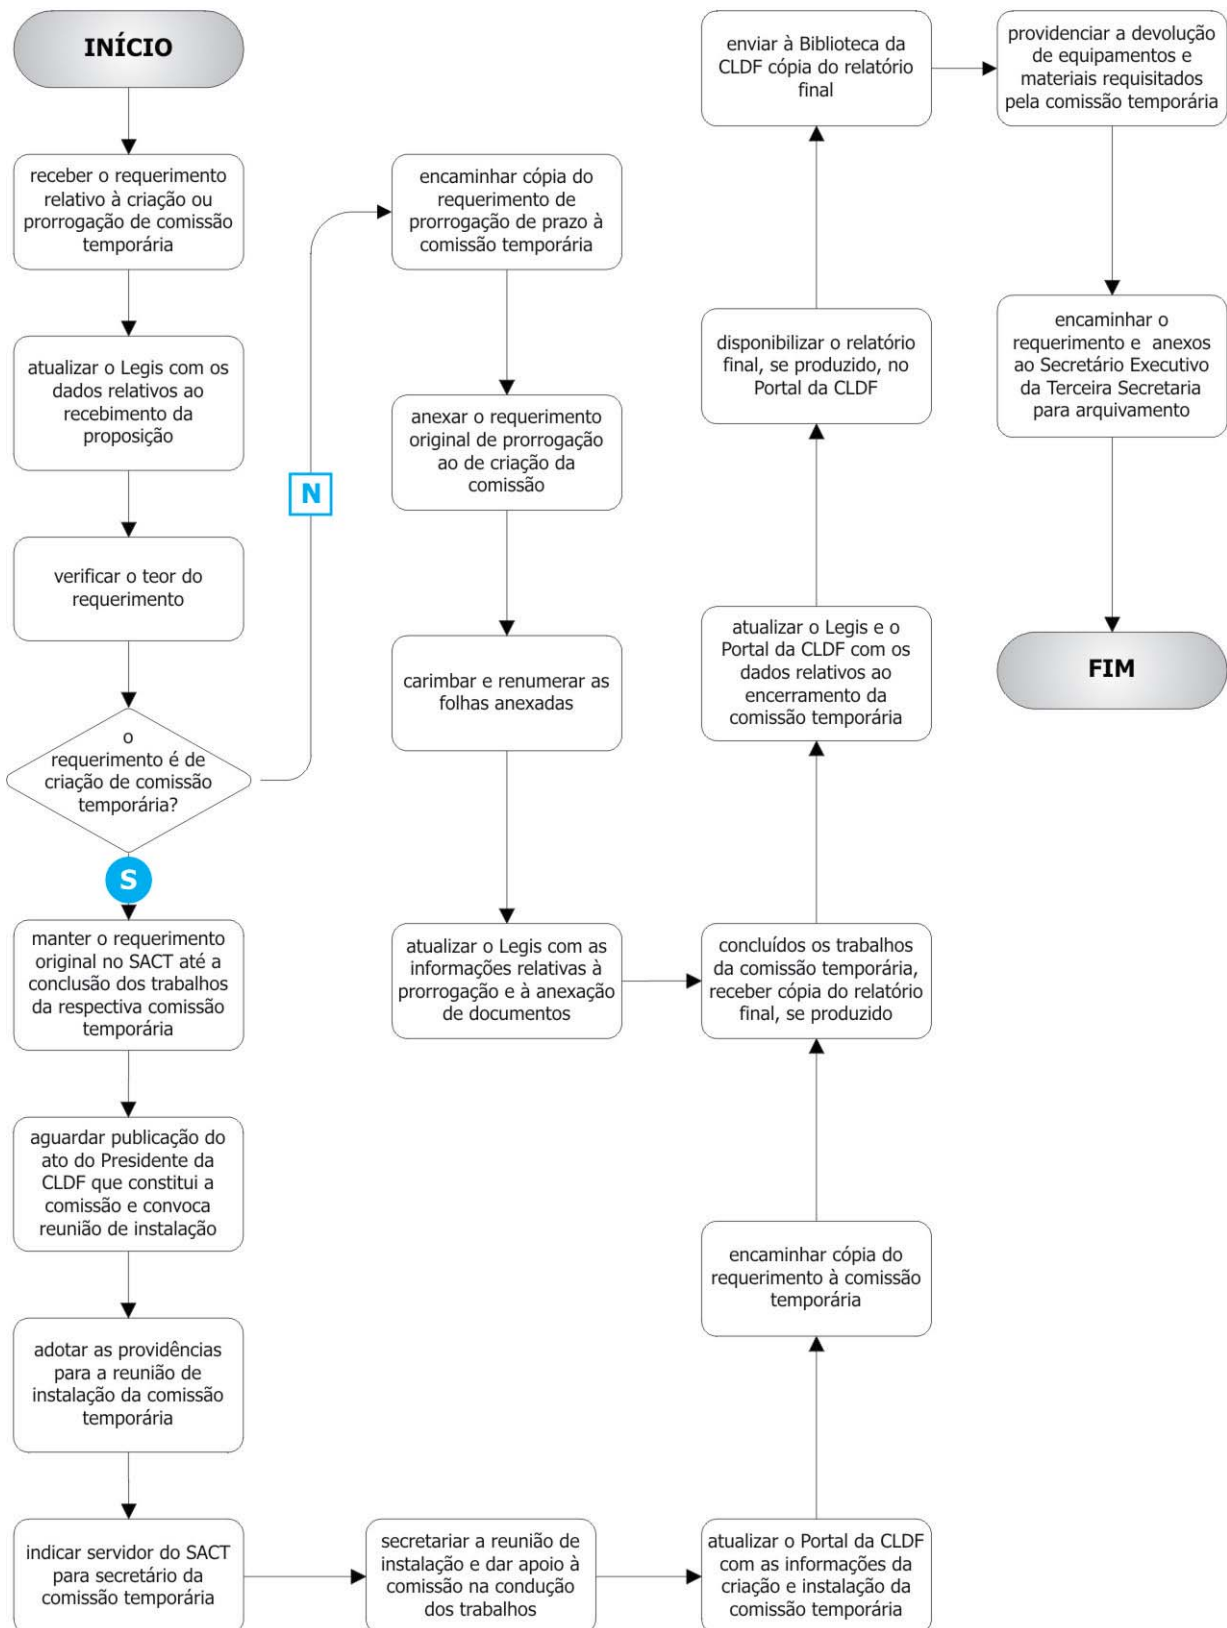 INÍCIO
receber o requerimento
relativo à criação ou
prorrogação de comissão
temporária
atualizar o Legis com os
dados relativos ao
recebimento da
proposição
verificar o teor do
requerimento
o
requerimento é de
criação de comissão
temporária?
N
S
manter o requerimento
original no SACT até a
conclusão dos trabalhos
da respectiva comissão
temporária
aguardar publicação do
ato do Presidente da
CLDF que constitui a
comissão e convoca
reunião de instalação
adotar as providências
para a reunião de
instalação da comissão
temporária
indicar servidor do SACT
para secretário da
comissão temporária
secretariar a reunião de
instalação e dar apoio à
comissão na condução
dos trabalhos
atualizar o Portal da CLDF
com as informações da
criação e instalação da
comissão temporária
encaminhar cópia do
requerimento à comissão
temporária
encaminhar cópia do
requerimento de
prorrogação de prazo à
comissão temporária
anexar o requerimento
original de prorrogação
ao de criação da
comissão
carimbar e renumerar as
folhas anexadas
atualizar o Legis com as
informações relativas à
prorrogação e à anexação
de documentos
concluídos os trabalhos
da comissão temporária,
receber cópia do relatório
final, se produzido
atualizar o Legis e o
Portal da CLDF com os
dados relativos ao
encerramento da
comissão temporária
disponibilizar o relatório
final, se produzido, no
Portal da CLDF
enviar à Biblioteca da
CLDF cópia do relatório
final
providenciar a devolução
de equipamentos e
materiais requisitados
pela comissão temporária
encaminhar o
requerimento e anexos
ao Secretário Executivo
da Terceira Secretaria
para arquivamento
FIM